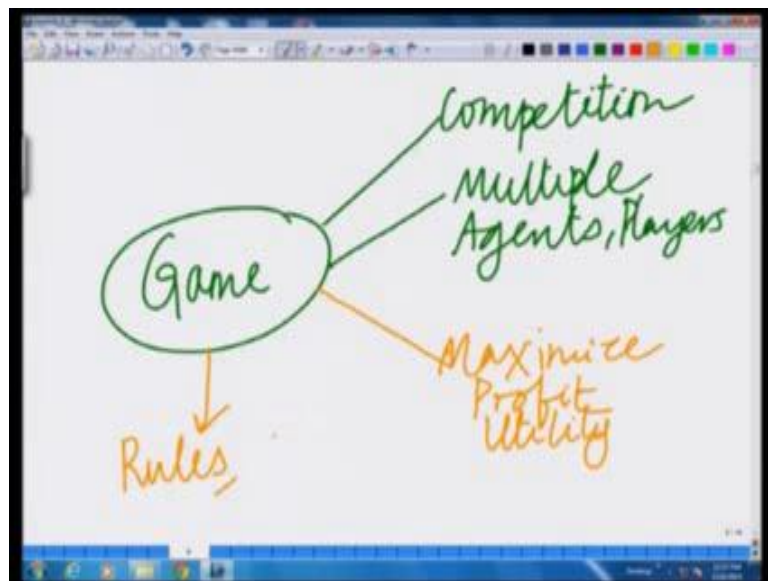 Competition
Multiple
Agents, Players
Game
Maximize
Profit
Utility
Rules